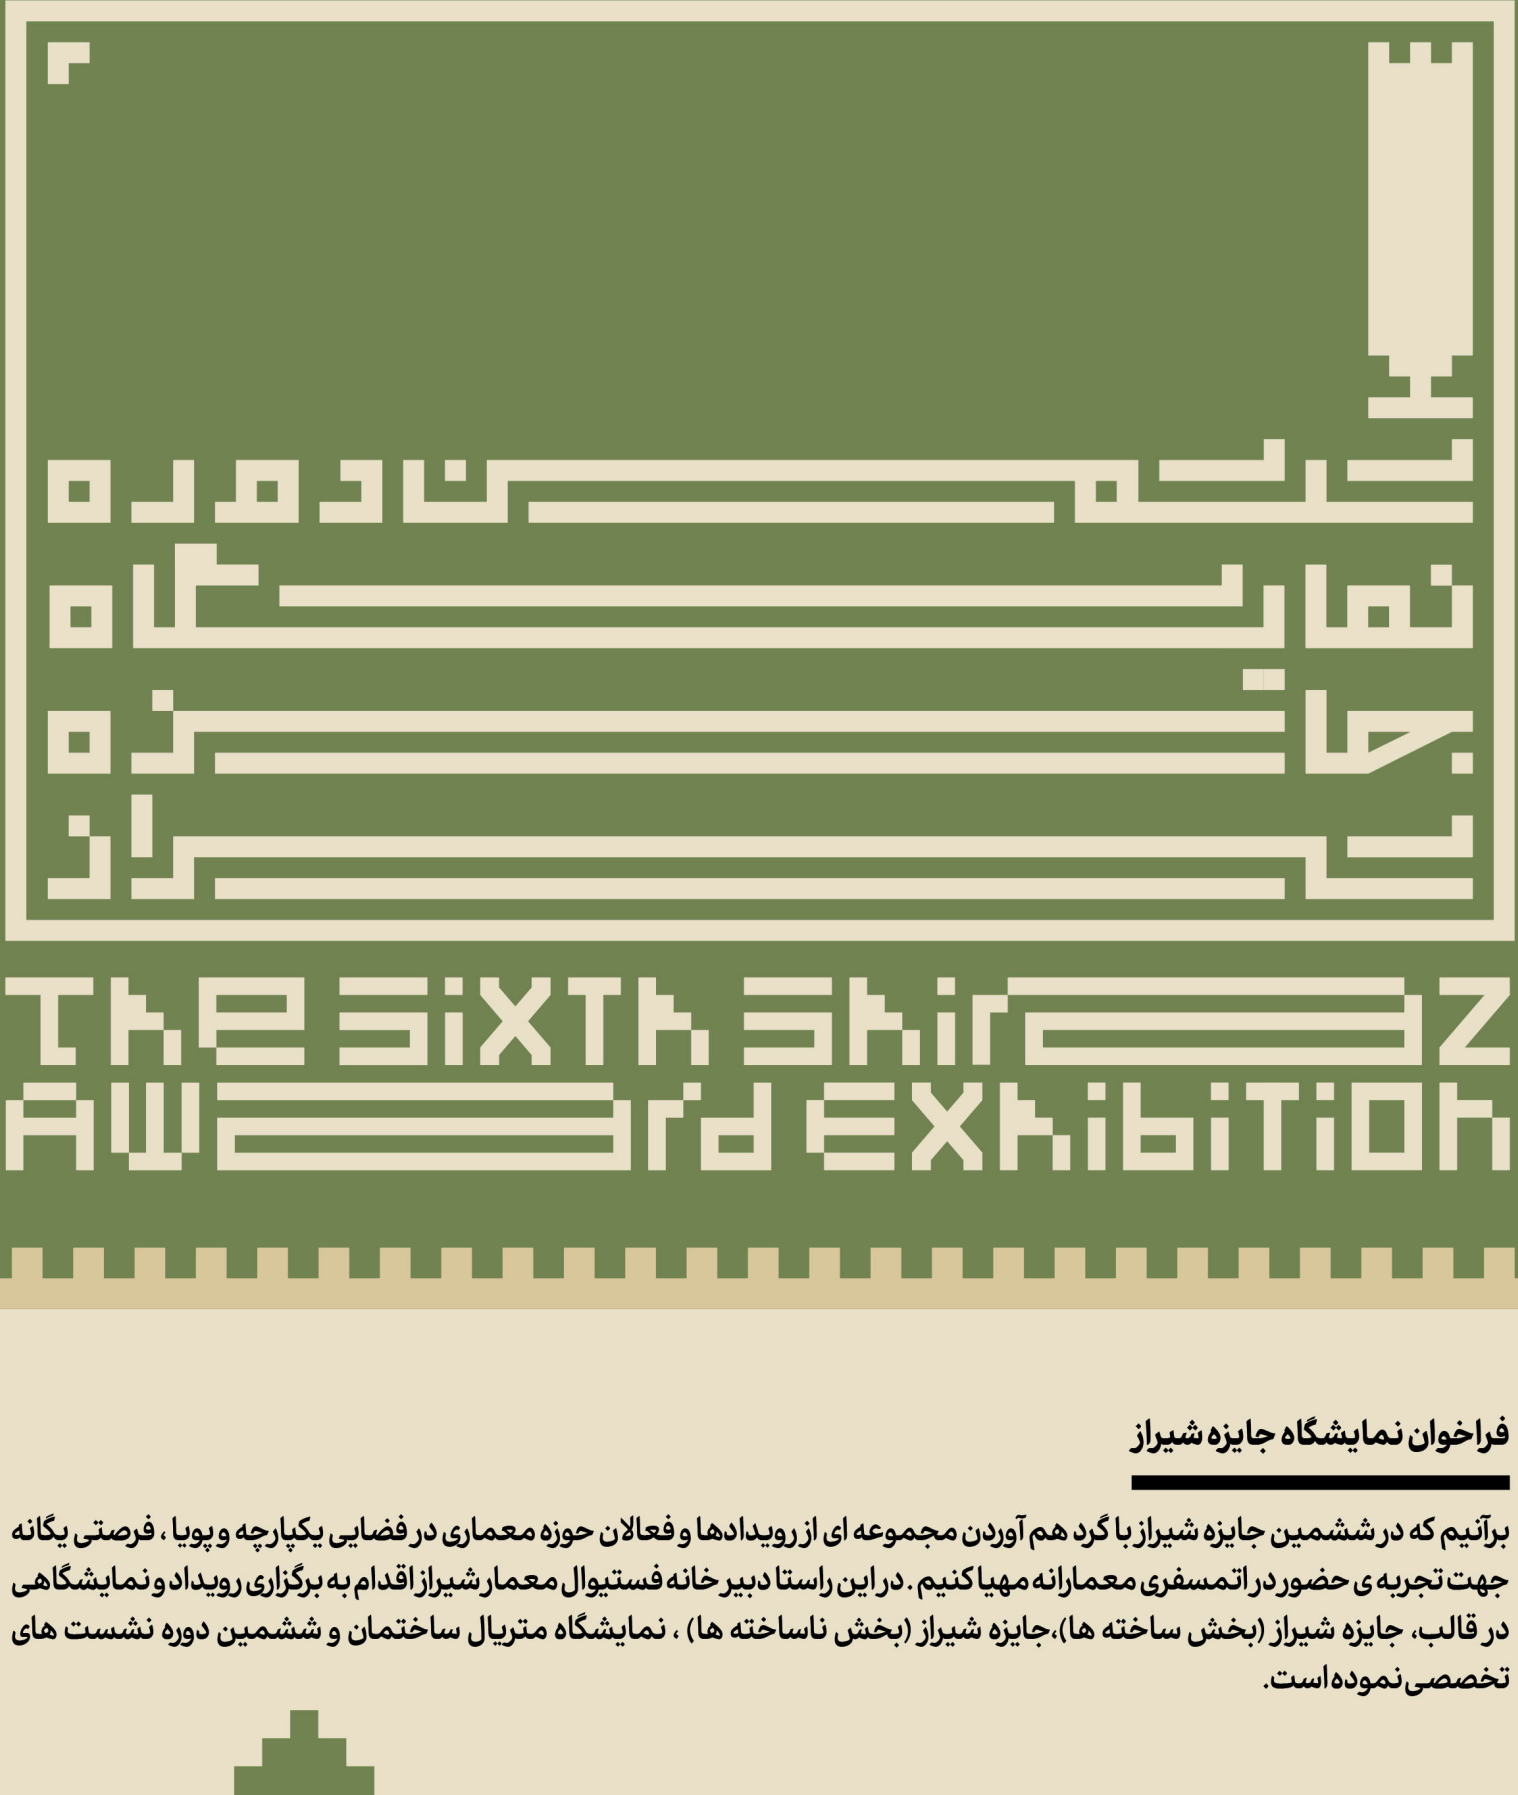 ششمین دوره
نمایشگاه
جایزه
شیراز
The Sixth Shiraz
Award Exhibition
فراخوان نمایشگاه جایزه شیراز
برآنیم که در ششمین جایزه شیراز با گرد هم آوردن مجموعه ای از رویدادها و فعالان حوزه معماری در فضایی یکپارچه و پویا ، فرصتی یگانه
جهت تجربه ی حضور در اتمسفری معمارانه مهیا کنیم . در این راستا دبیر خانه فستیوال معمار شیراز اقدام به برگزاری رویداد و نمایشگاهی
در قالب، جایزه شیراز (بخش ساخته ها)،جایزه شیراز (بخش ناساخته ها) ، نمایشگاه متریال ساختمان و ششمین دوره نشست های
تخصصی نموده است.